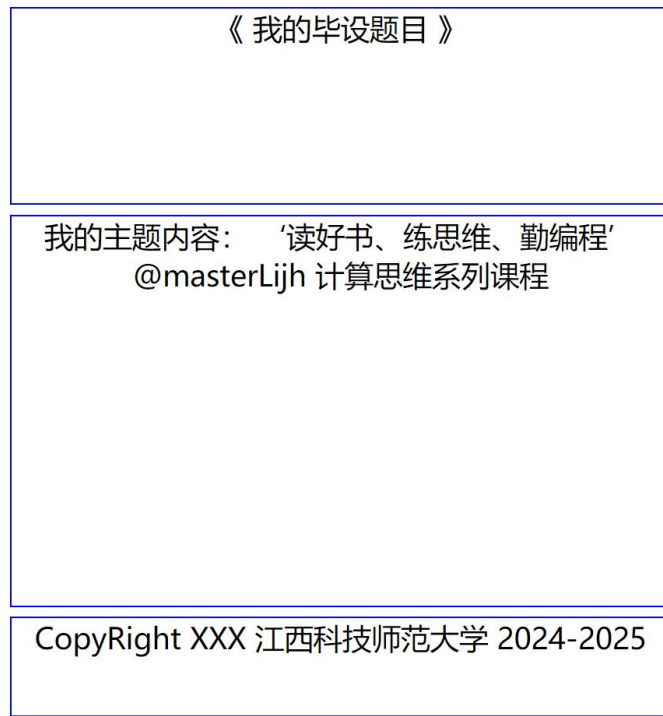 《 我的毕设题目 》
我的主题内容： ‘读好书、练思维、勤编程’
@masterLijh 计算思维系列课程
CopyRight XXX 江西科技师范大学 2024-2025